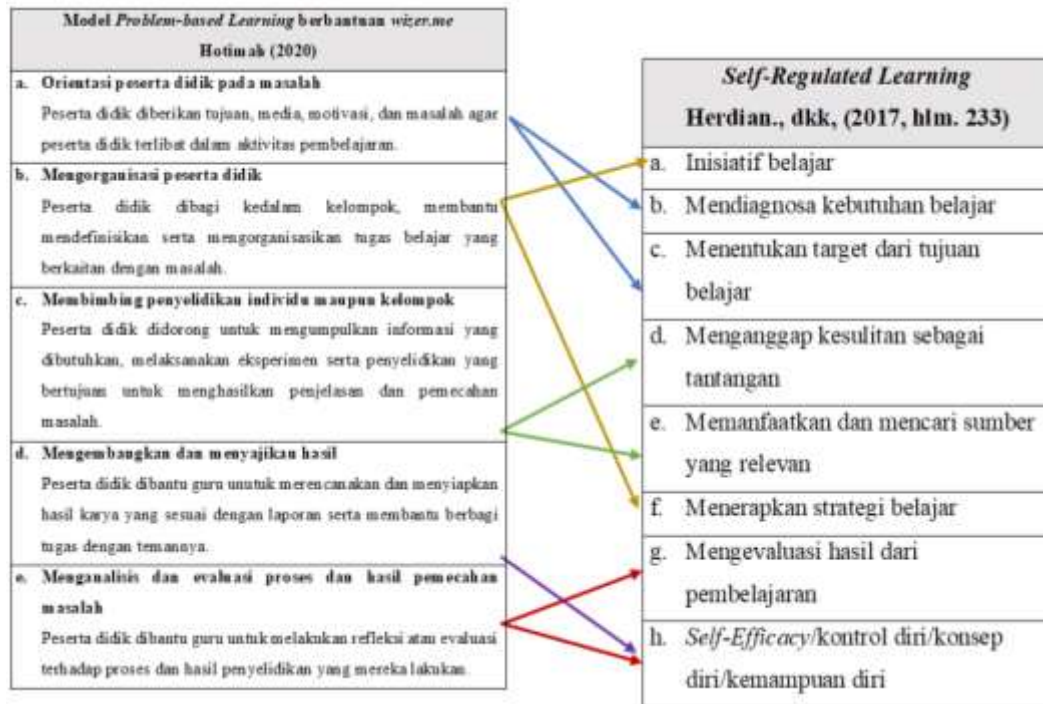 Model Problem-based Learning berbantuan wizer.me
Hotimah (2020)
a. Orientasi peserta didik pada masalah
Peserta didik diberikan tujuan, media, motivasi, dan masalah agar
peserta didik terlibat dalam aktivitas pembelajaran.
b. Mengorganisasi peserta didik
Peserta didik dibagi kedalam kelompok, membantu
mendefinisikan serta mengorganisasikan tugas belajar yang
berkaitan dengan masalah.
c. Membimbing penyelidikan individu maupun kelompok
Peserta didik didorong untuk mengumpulkan informasi yang
dibutuhkan, melaksanakan eksperimen serta penyelidikan yang
bertujuan untuk menghasilkan penjelasan dan pemecahan
masalah.
d. Mengembangkan dan menyajikan hasil
Peserta didik dibantu guru unutuk merencanakan dan menyiapkan
hasil karya yang sesuai dengan laporan serta membantu berbagi
tugas dengan temannya.
e. Menganalisis dan evaluasi proses dan hasil pemecahan
masalah
Peserta didik dibantu guru untuk melakukan refleksi atau evaluasi
terhadap proses dan hasil penyelidikan yang mereka lakukan.
Self-Regulated Learning
Herdian., dkk, (2017, hlm. 233)
a. Inisiatif belajar
b. Mendiagnosa kebutuhan belajar
c. Menentukan target dari tujuan
belajar
d. Menganggap kesulitan sebagai
tantangan
e. Memanfaatkan dan mencari sumber
yang relevan
f. Menerapkan strategi belajar
g. Mengevaluasi hasil dari
pembelajaran
h. Self-Efficacy/kontrol diri/konsep
diri/kemampuan diri